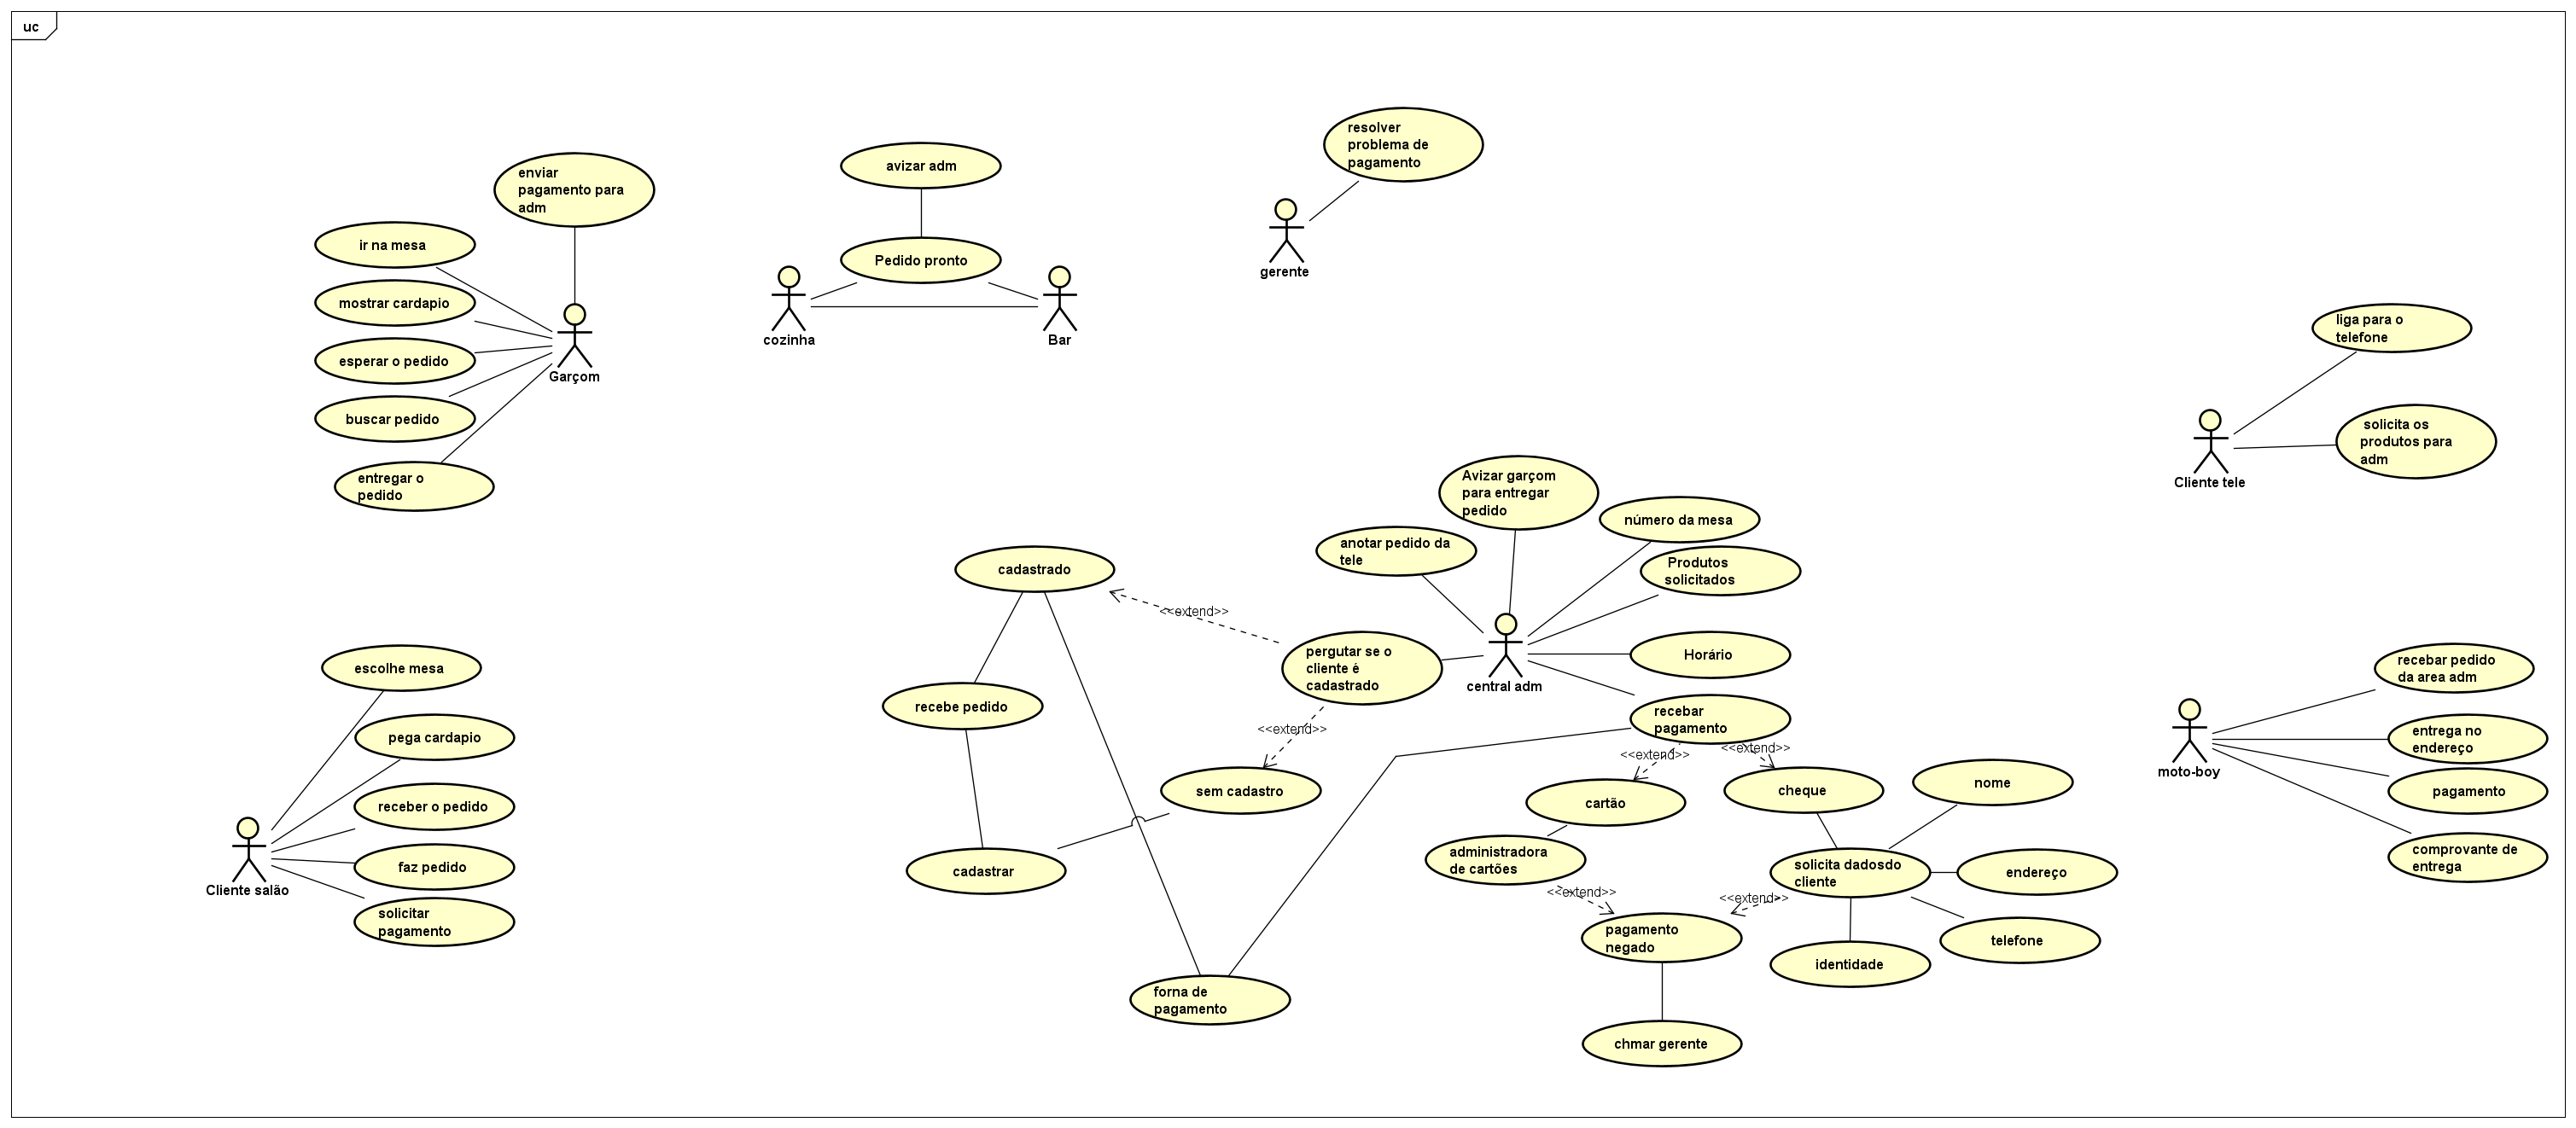 uc
enviar
pagamento para
adm
ir na mesa
mostrar cardapio
esperar o pedido
buscar pedido
entregar o
pedido
Garçom
avizar adm
Pedido pronto
cozinha
Bar
resolver
problema de
pagamento
gerente
liga para o
telefone
solicita os
produtos para
adm
Cliente tele
Avizar garçom
para entregar
pedido
número da mesa
anotar pedido da
tele
Produtos
solicitados
cadastrado
<<extend>>
pergutar se o
cliente é
cadastrado
central adm
Horário
recebe pedido
recebar
pagamento
<<extend>>
<<extend>>
<<extend>>
sem cadastro
cartão
cheque
nome
cadastrar
administradora
de cartões
solicita dadosdo
cliente
endereço
<<extend>>
<<extend>>
pagamento
negado
telefone
identidade
forna de
pagamento
chmar gerente
escolhe mesa
pega cardapio
receber o pedido
faz pedido
solicitar
pagamento
Cliente salão
recebar pedido
da area adm
entrega no
endereço
pagamento
comprovante de
entrega
moto-boy